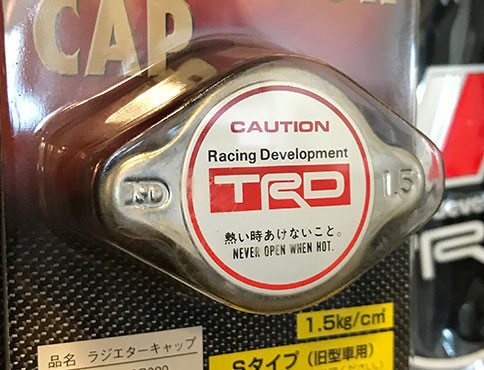 CAP
CAUTION
Racing Development
TRD
熱い時あけないこと。
NEVER OPEN WHEN HOT.
1.5
1.5kg/cm²
品名 ラジエターキャップ
Sタイプ(旧型車用)
TR